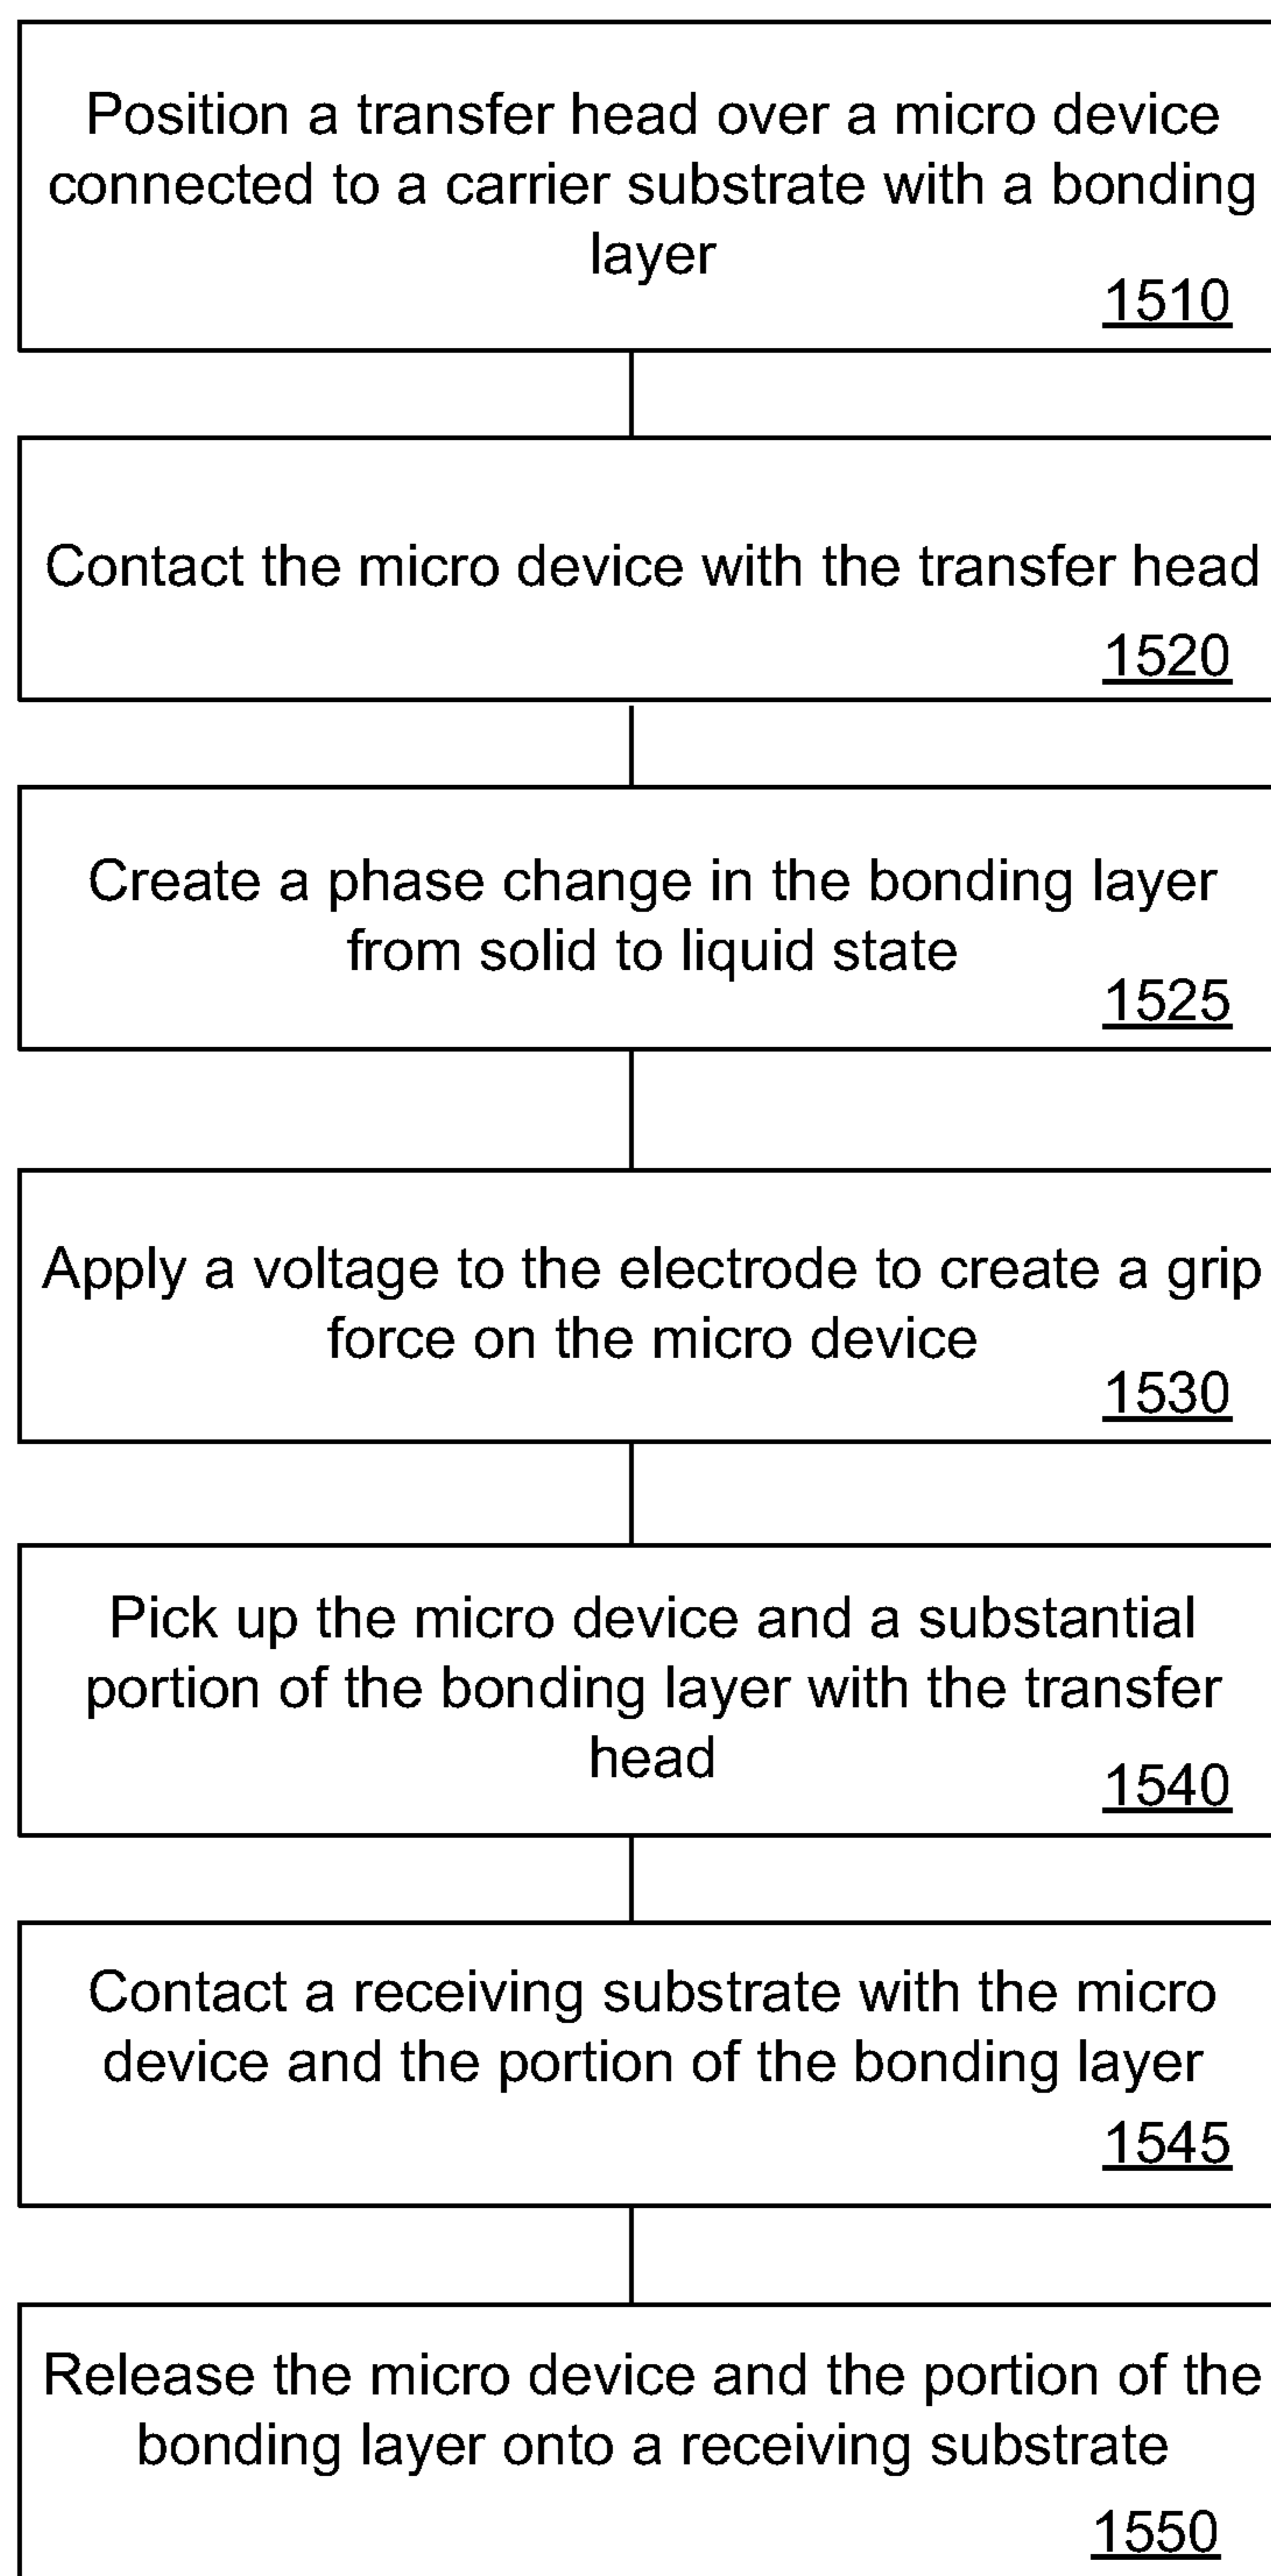 Position a transfer head over a micro device
connected to a carrier substrate with a bonding
layer
1510
Contact the micro device with the transfer head
1520
Create a phase change in the bonding layer
from solid to liquid state
1525
Apply a voltage to the electrode to create a grip
force on the micro device
1530
Pick up the micro device and a substantial
portion of the bonding layer with the transfer
head
1540
Contact a receiving substrate with the micro
device and the portion of the bonding layer
1545
Release the micro device and the portion of the
bonding layer onto a receiving substrate
1550